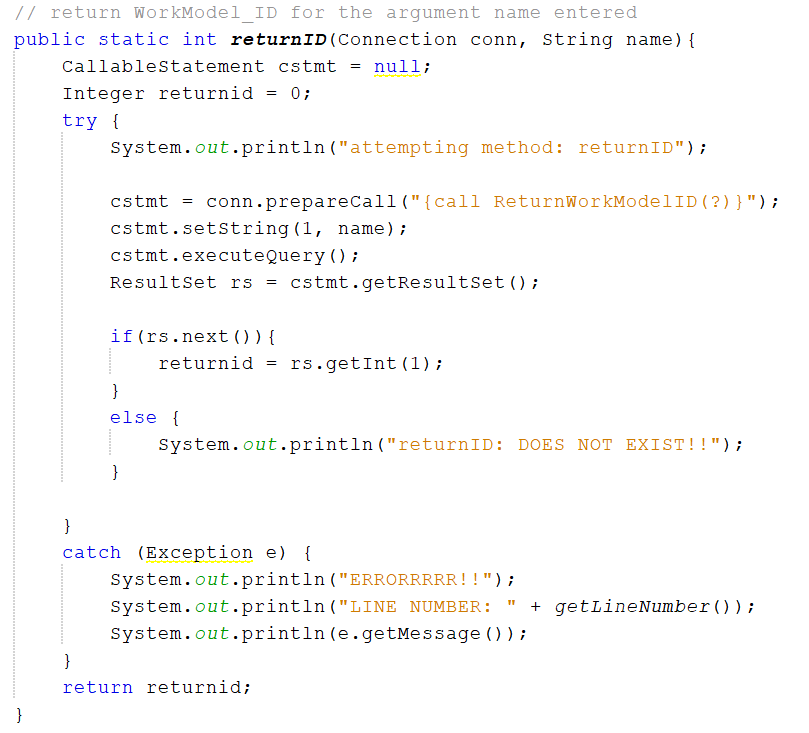 // return WorkModel_ID for the argument name entered
public static int returnID(Connection conn, String name){
    CallableStatement cstmt = null;
    Integer returnid = 0;
    try {
        System.out.println("attempting method: returnID");

        cstmt = conn.prepareCall("{call ReturnWorkModelID(?)}");
        cstmt.setString(1, name);
        cstmt.executeQuery();
        ResultSet rs = cstmt.getResultSet();

        if(rs.next()){
            returnid = rs.getInt(1);
        }
        else {
            System.out.println("returnID: DOES NOT EXIST!!");
        }

    }
    catch (Exception e) {
        System.out.println("ERRORRRRR!!");
        System.out.println("LINE NUMBER: " + getLineNumber());
        System.out.println(e.getMessage());
    }
    return returnid;
}